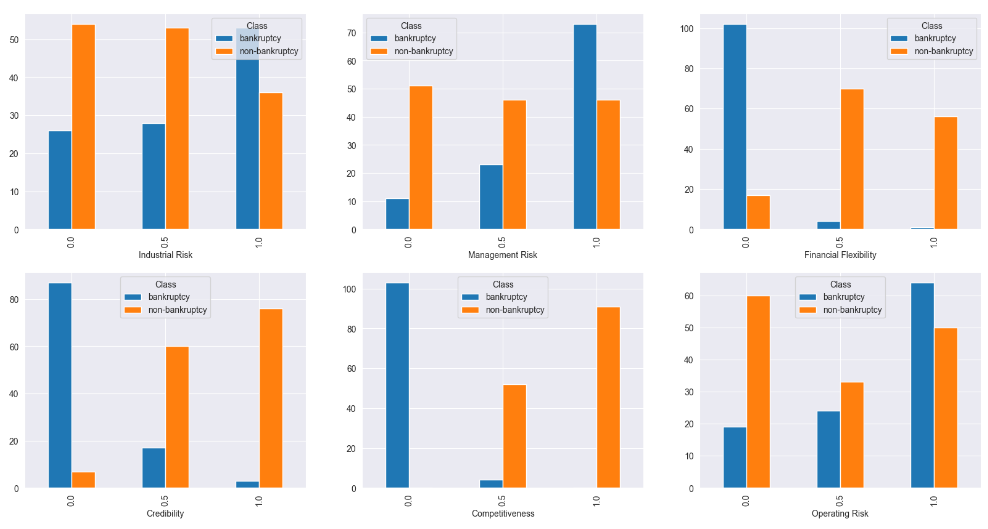 Class
bankruptcy
non-bankruptcy
50
40
30
20
10
0
0.0
0.5
1.0
Industrial Risk
Class
bankruptcy
non-bankruptcy
70
60
50
40
30
20
10
0
0.0
0.5
1.0
Management Risk
Class
bankruptcy
non-bankruptcy
100
80
60
40
20
0
0.0
0.5
1.0
Financial Flexibility
Class
bankruptcy
non-bankruptcy
80
60
40
20
0
0.0
0.5
1.0
Credibility
Class
bankruptcy
non-bankruptcy
100
80
60
40
20
0
0.0
0.5
1.0
Competitiveness
Class
bankruptcy
non-bankruptcy
60
50
40
30
20
10
0
0.0
0.5
1.0
Operating Risk